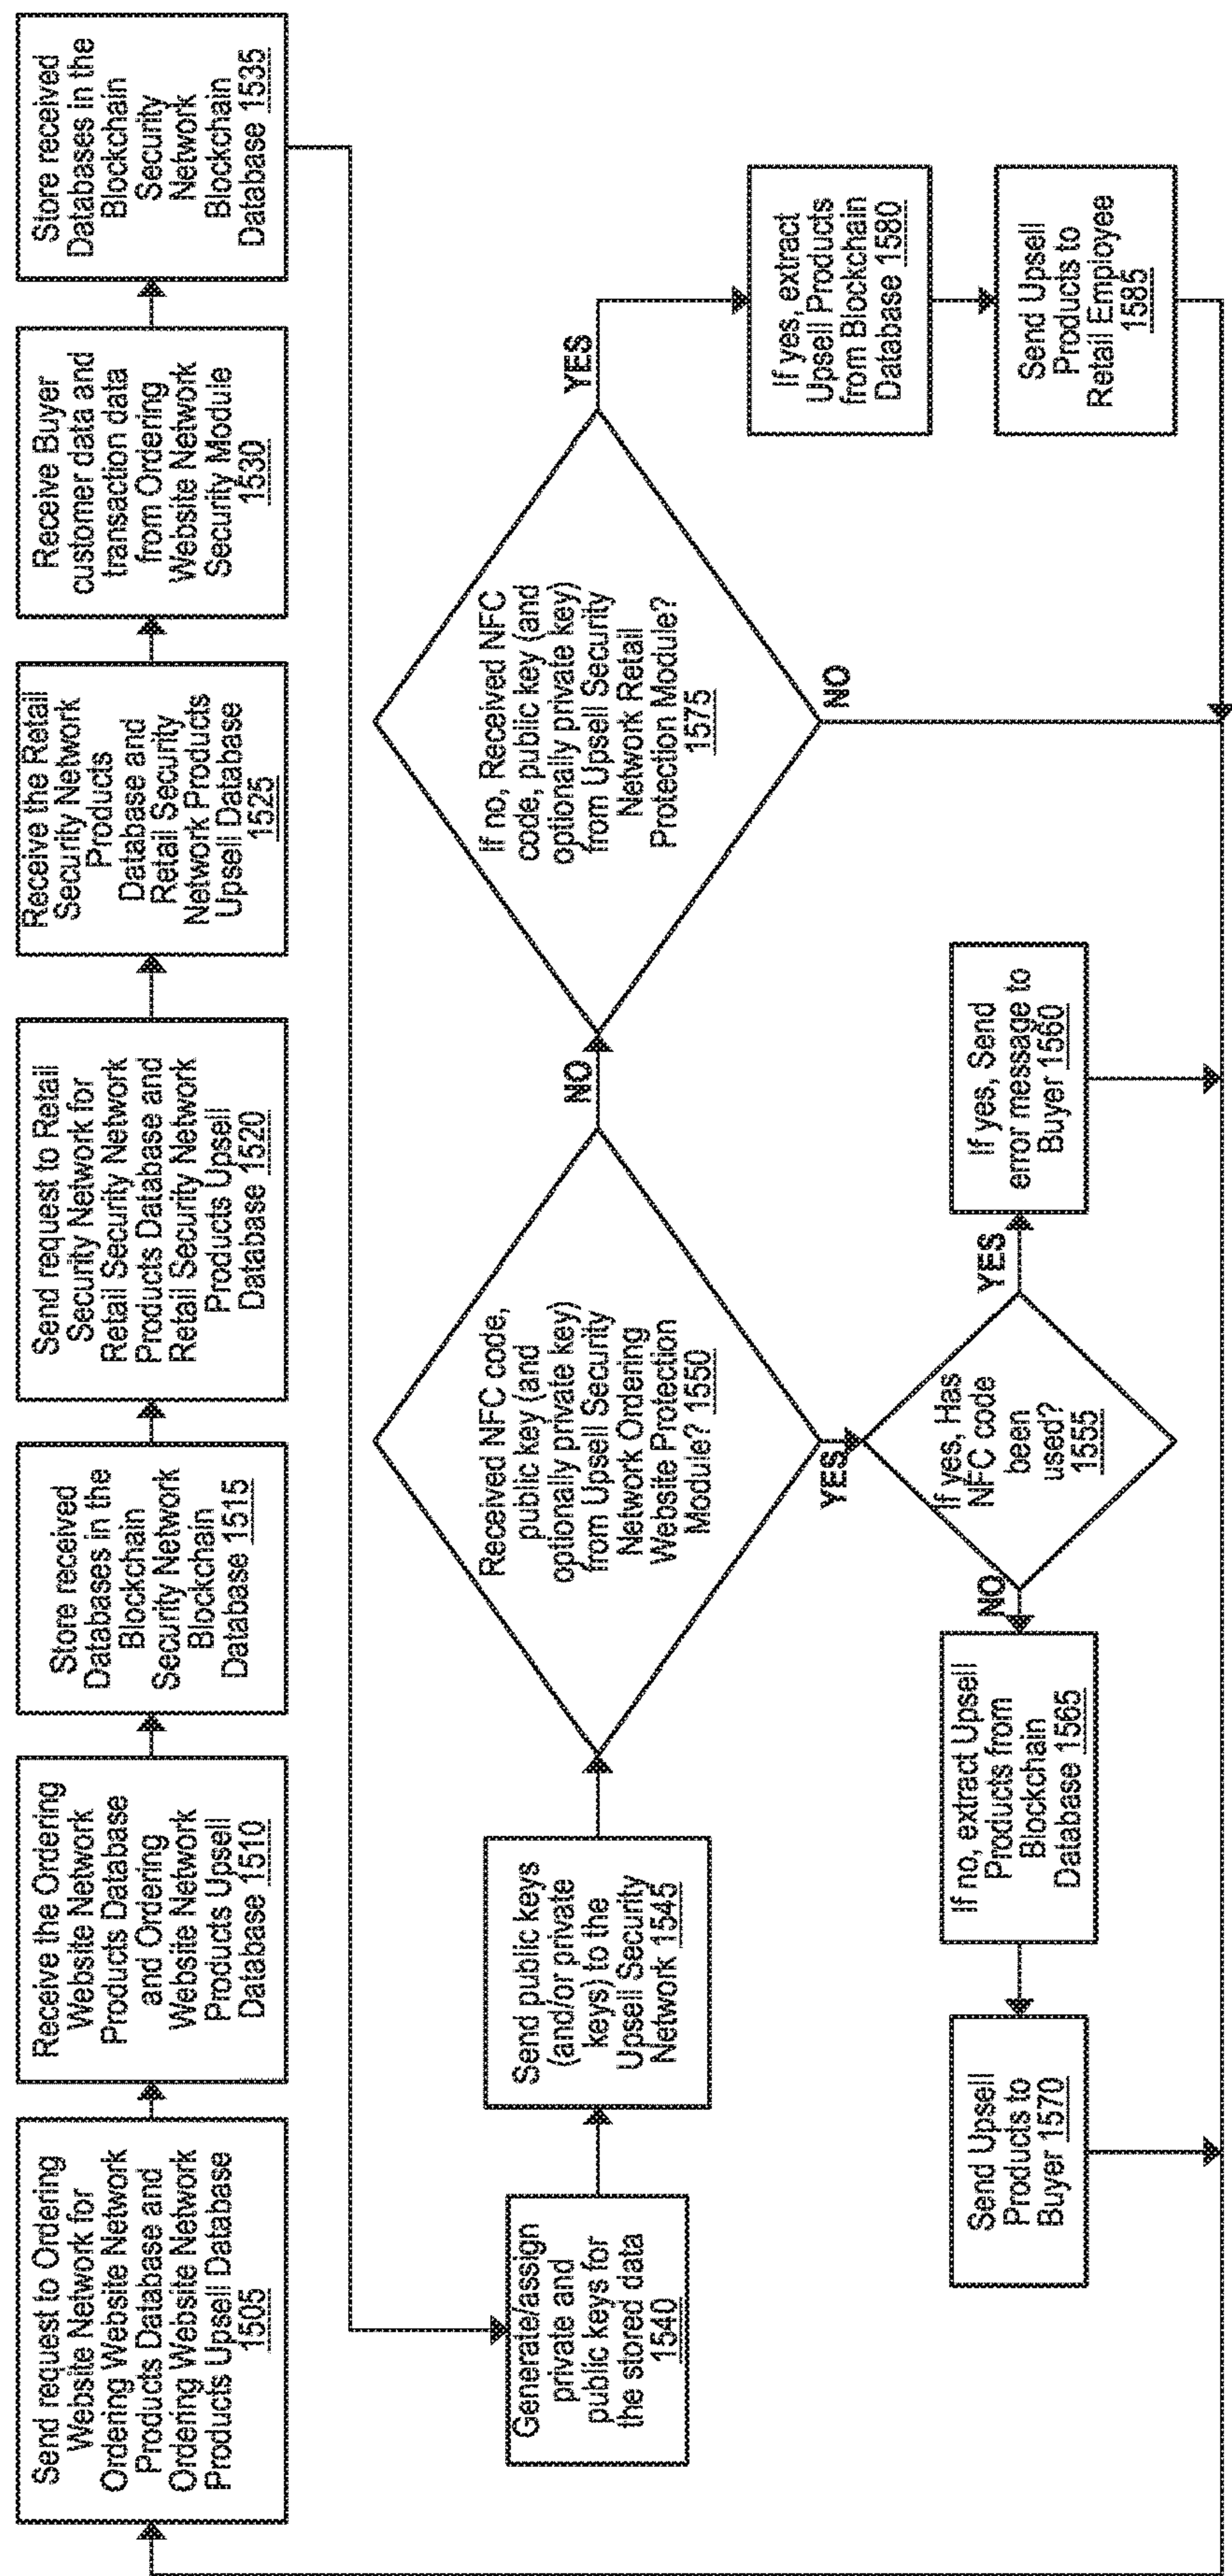 Send request to Ordering
Website Network for
Ordering Website Network
Products Database and
Ordering Website Network
Products Upsell Database
1505
Receive the Ordering
Website Network
Products Database
and Ordering
Website Network
Products Upsell
Database 1510
Store received
Databases in the
Blockchain
Security Network
Blockchain
Database 1515
Send request to Retail
Security Network for
Retail Security Network
Products Database and
Retail Security Network
Products Upsell
Database 1520
Receive the Retail
Security Network
Products
Database and
Retail Security
Network Products
Upsell Database
1525
Receive Buyer
customer data and
transaction data
from Ordering
Website Network
Security Module
1530
Store received
Databases in the
Blockchain
Security
Network
Blockchain
Database 1535
Generate/assign
private and
public keys for
the stored data
1540
Send public keys
(and/or private
keys) to the
Upsell Security
Network 1545
Received NFC code,
public key (and
optionally private key)
from Upsell Security
Network Ordering
Website Protection
Module? 1550
NO
YES
If no, Received NFC
code, public key (and
optionally private key)
from Upsell Security
Network Retail
Protection Module?
1575
YES
NO
If yes, extract
Upsell Products
from Blockchain
Database 1580
Send Upsell
Products to
Retail Employee
1585
If yes, Has
NFC code
been
used?
1555
YES
NO
If yes, Send
error message to
Buyer 1560
If no, extract Upsell
Products from
Blockchain
Database 1565
Send Upsell
Products to
Buyer 1570